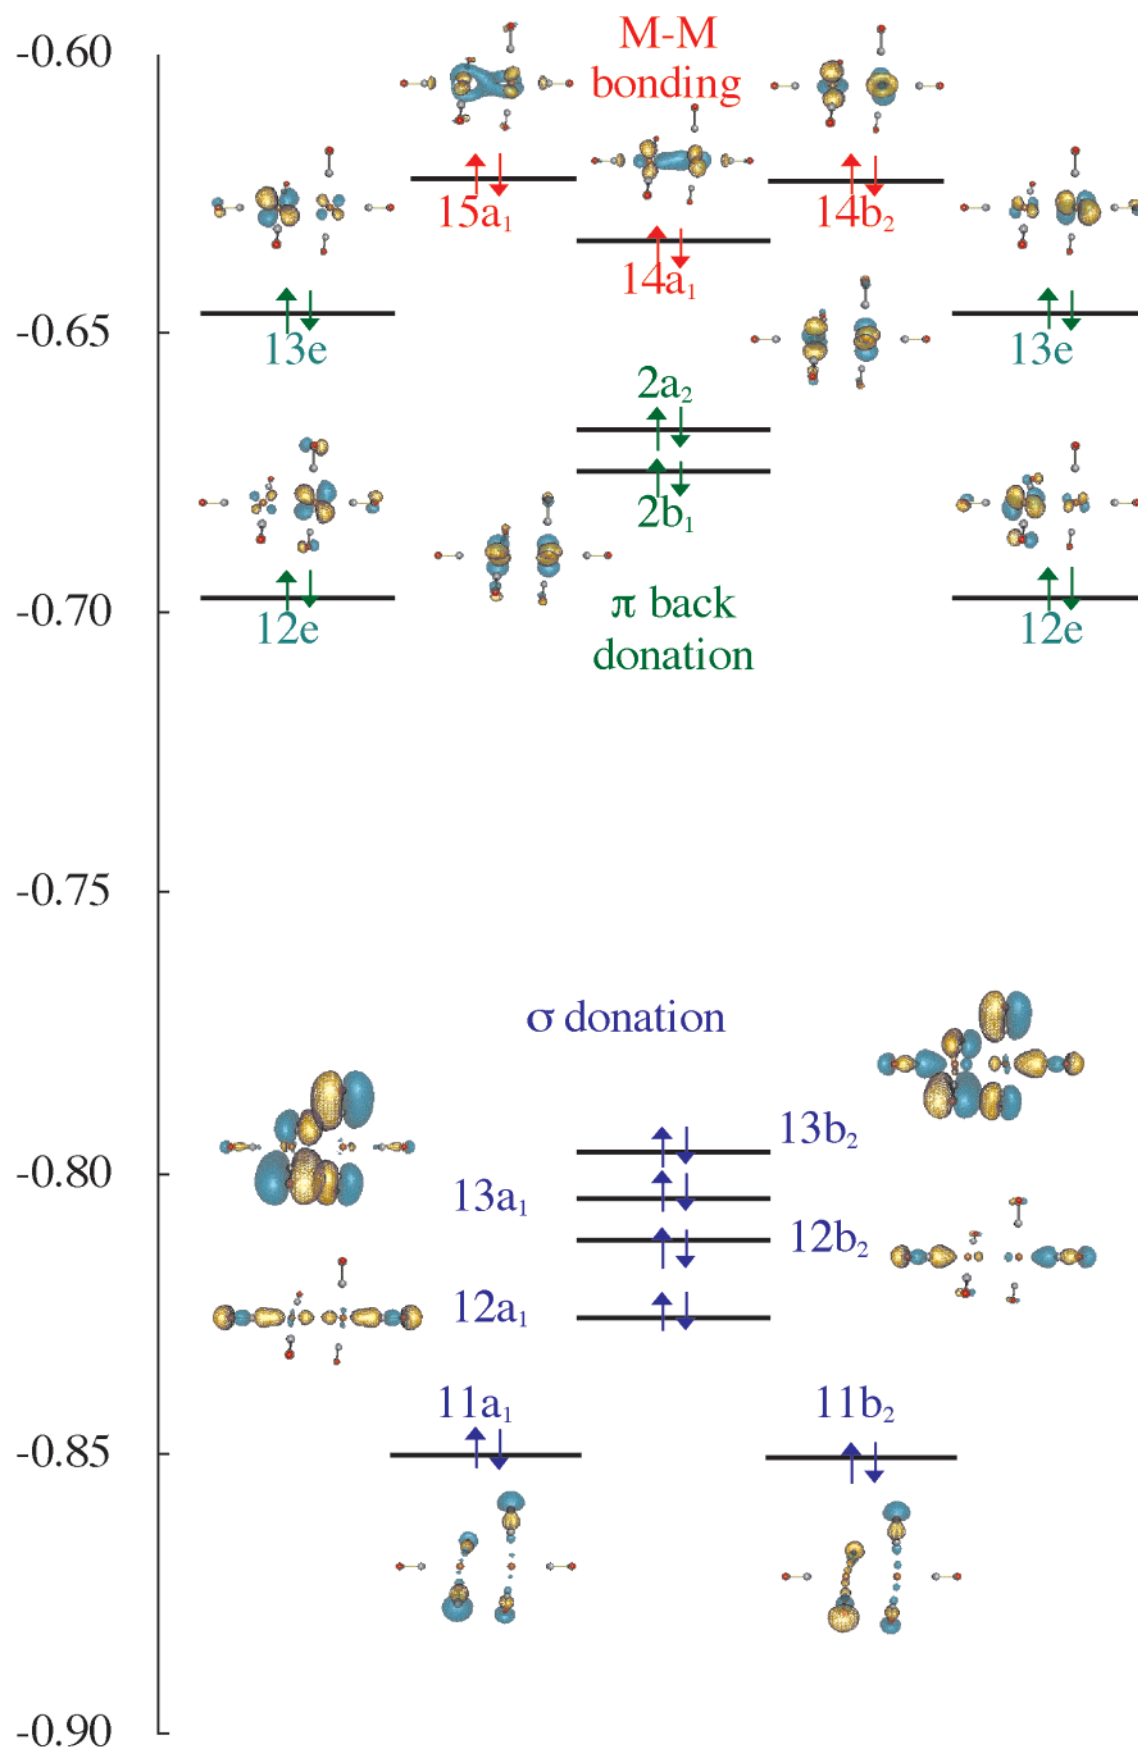 -0.60
M-M
bonding
15a₁
14b₂
14a₁
-0.65
13e
13e
2a₂
2b₁
-0.70
π back
donation
12e
12e
-0.75
σ donation
13b₂
-0.80
13a₁
12b₂
12a₁
11a₁
11b₂
-0.85
-0.90